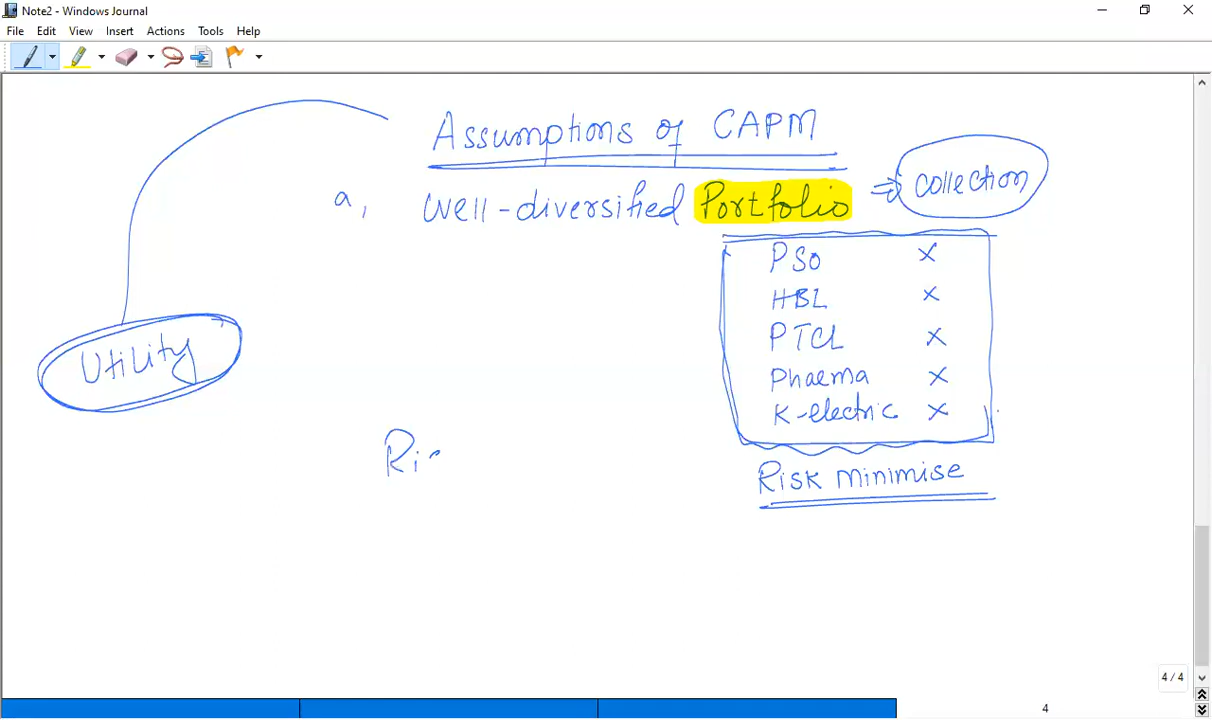 Note2 - Windows Journal
File Edit View Insert Actions Tools Help
Assumptions of CAPM
a, well-diversified Portfolio ⇒ collection
PSO ×
HBL ×
PTCL ×
Utility
Phaema ×
K-electric ×
Ris
Risk minimise
4 / 4
4